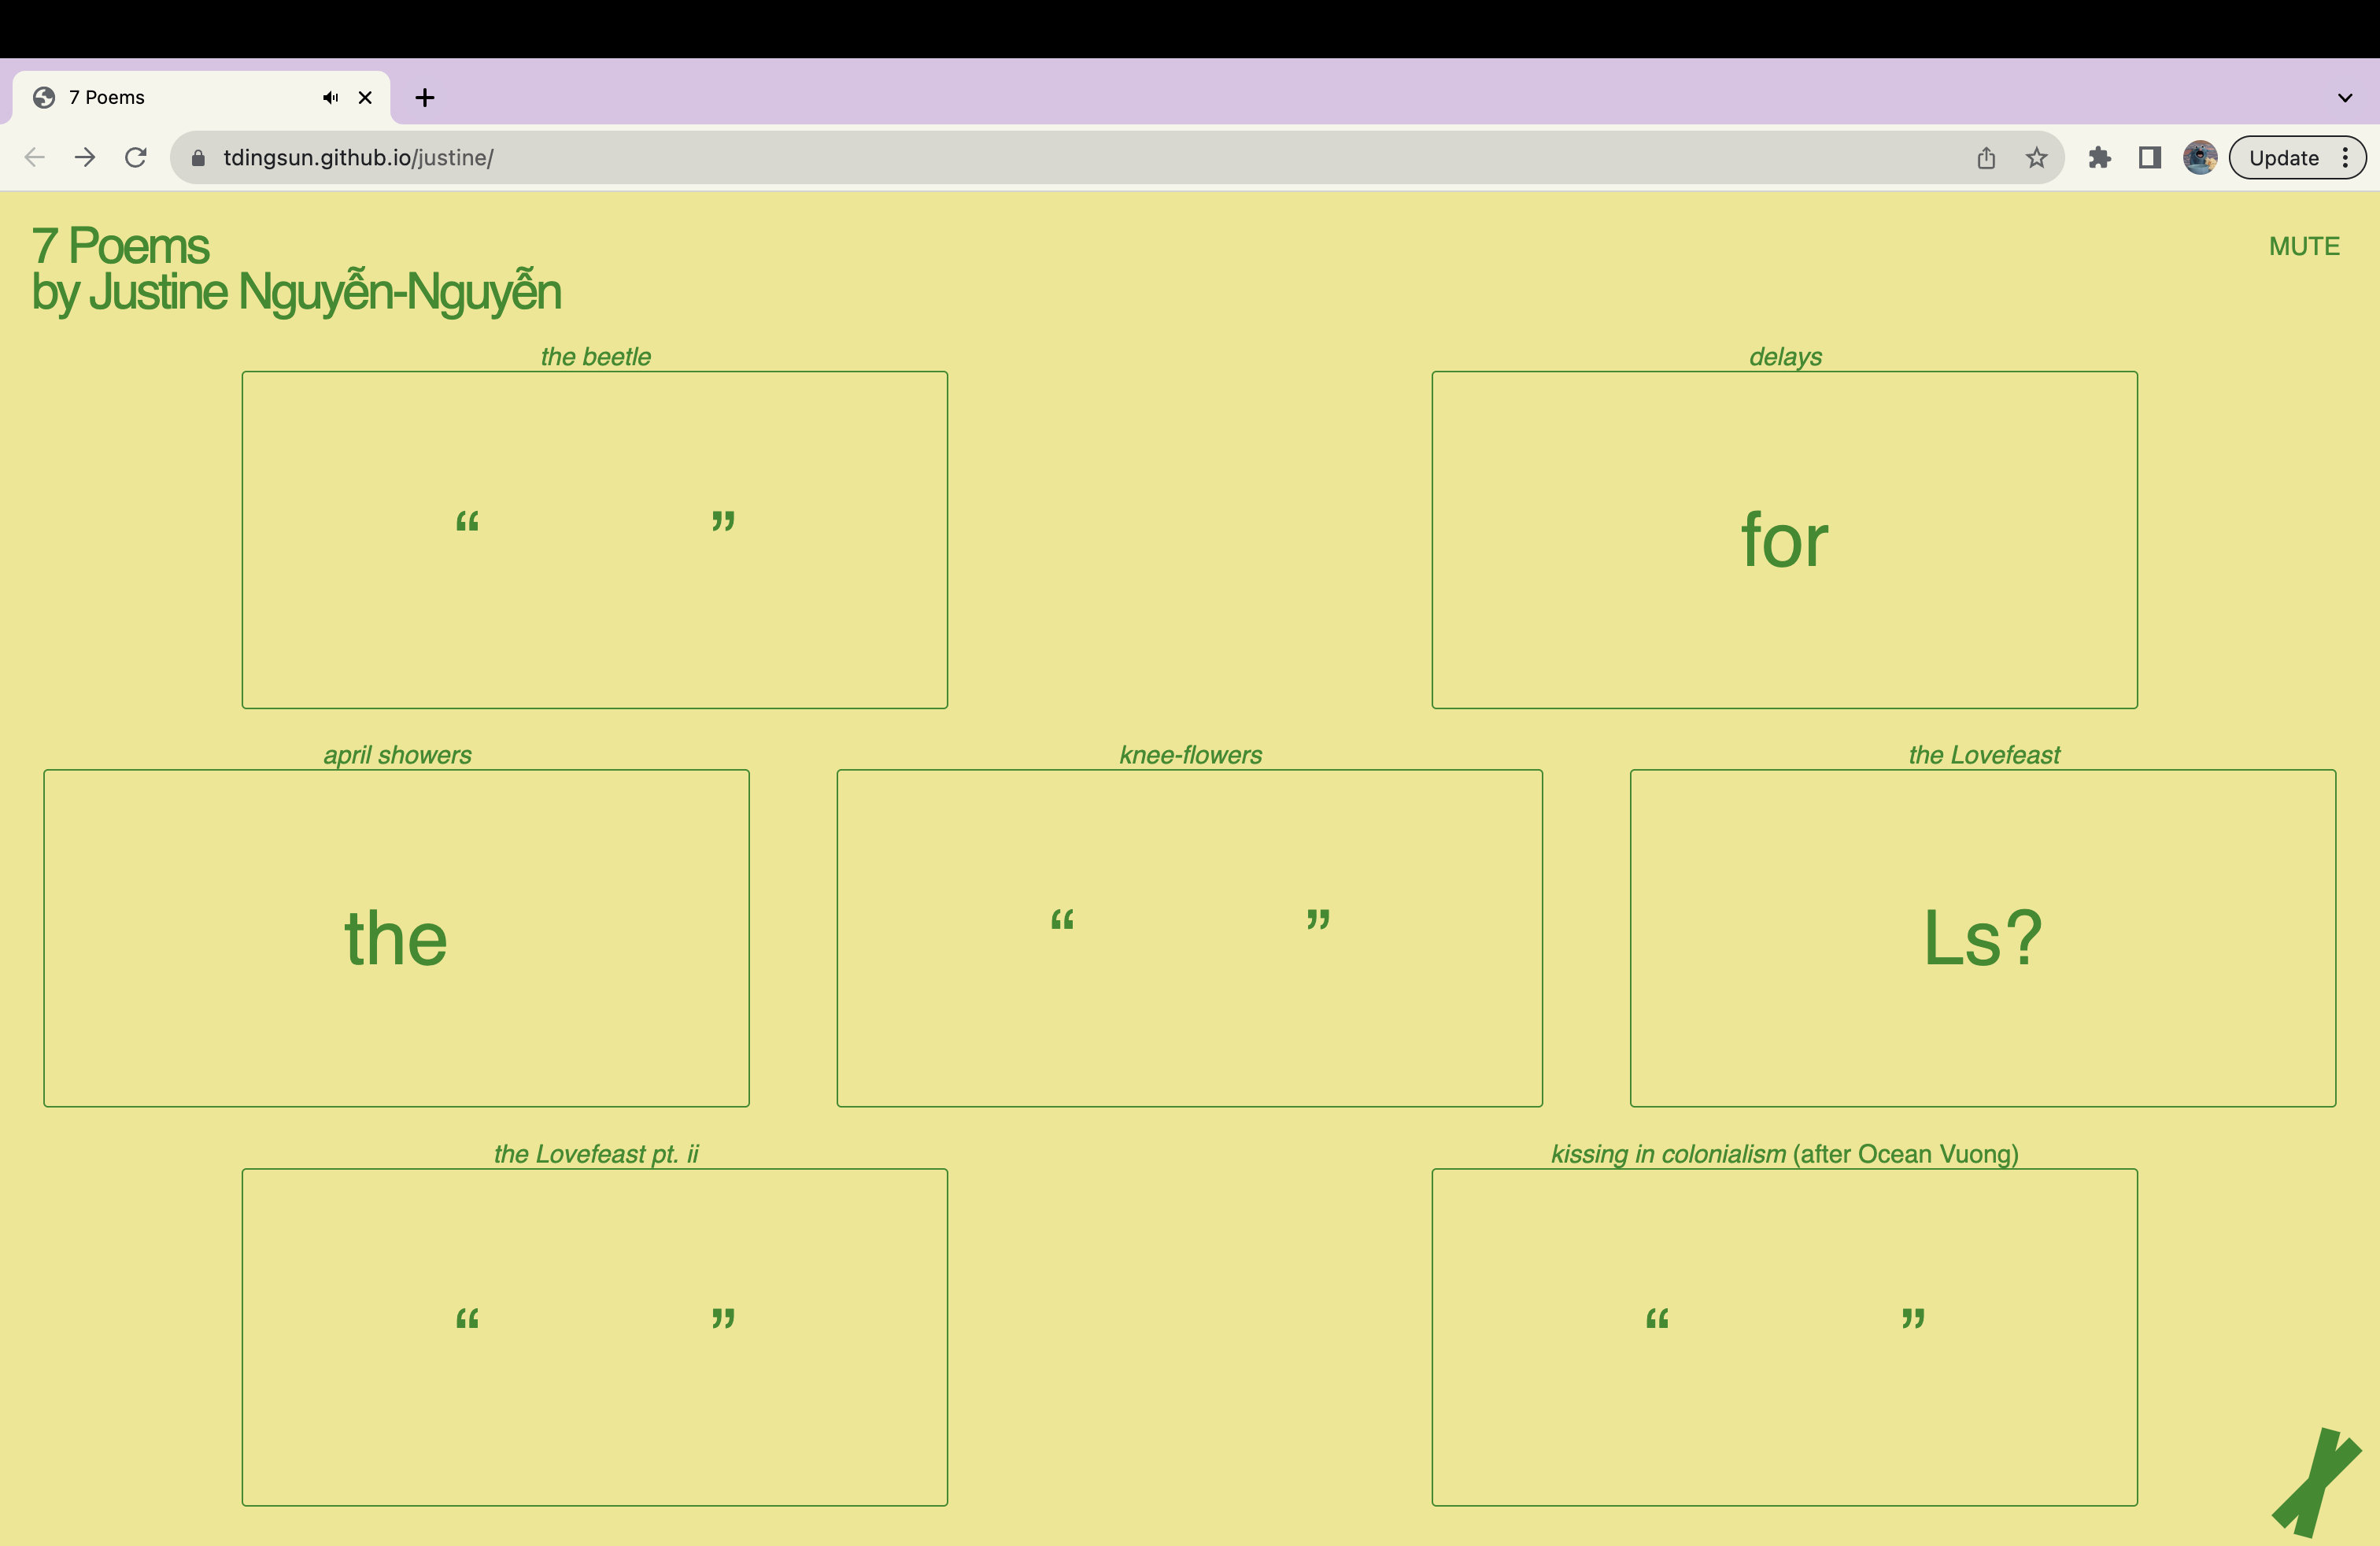 7 Poems
tdingsun.github.io/justine/
Update
7 Poems
by Justine Nguyễn-Nguyễn
MUTE
the beetle
“ ”
delays
for
april showers
the
knee-flowers
“ ”
the Lovefeast
Ls?
the Lovefeast pt. ii
“ ”
kissing in colonialism (after Ocean Vuong)
“ ”